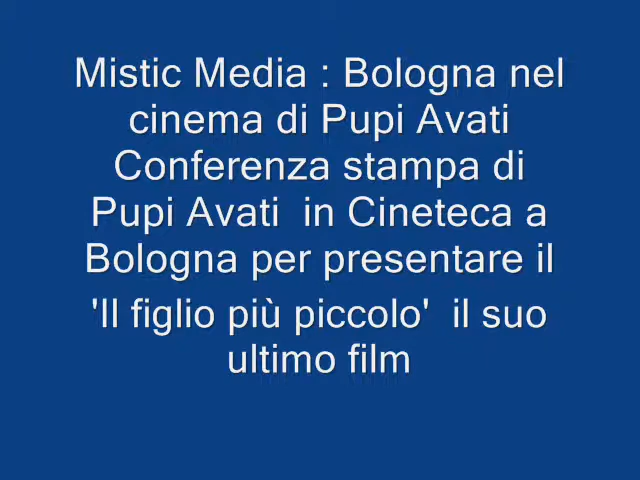 Mistic Media : Bologna nel
cinema di Pupi Avati
Conferenza stampa di
Pupi Avati  in Cineteca a
Bologna per presentare il
'Il figlio più piccolo'  il suo
ultimo film